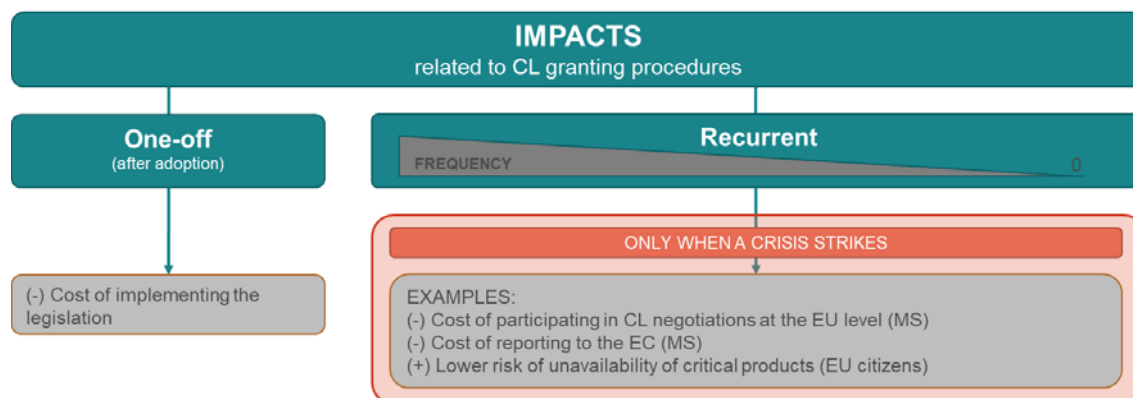 IMPACTS
related to CL granting procedures
One-off
(after adoption)
Recurrent
FREQUENCY
0
(-) Cost of implementing the
legislation
ONLY WHEN A CRISIS STRIKES
EXAMPLES:
(-) Cost of participating in CL negotiations at the EU level (MS)
(-) Cost of reporting to the EC (MS)
(+) Lower risk of unavailability of critical products (EU citizens)